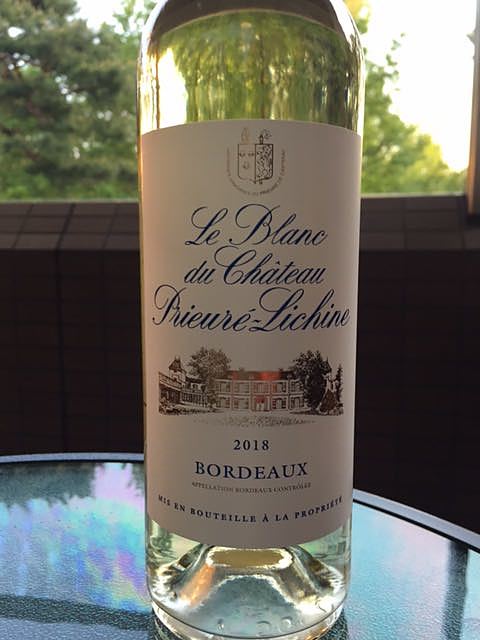 Le Blanc
du Château
Prieuré-Lichine
2018
BORDEAUX
APPELLATION BORDEAUX CONTRÔLÉE
MIS EN BOUTEILLE À LA PROPRIÉTÉ